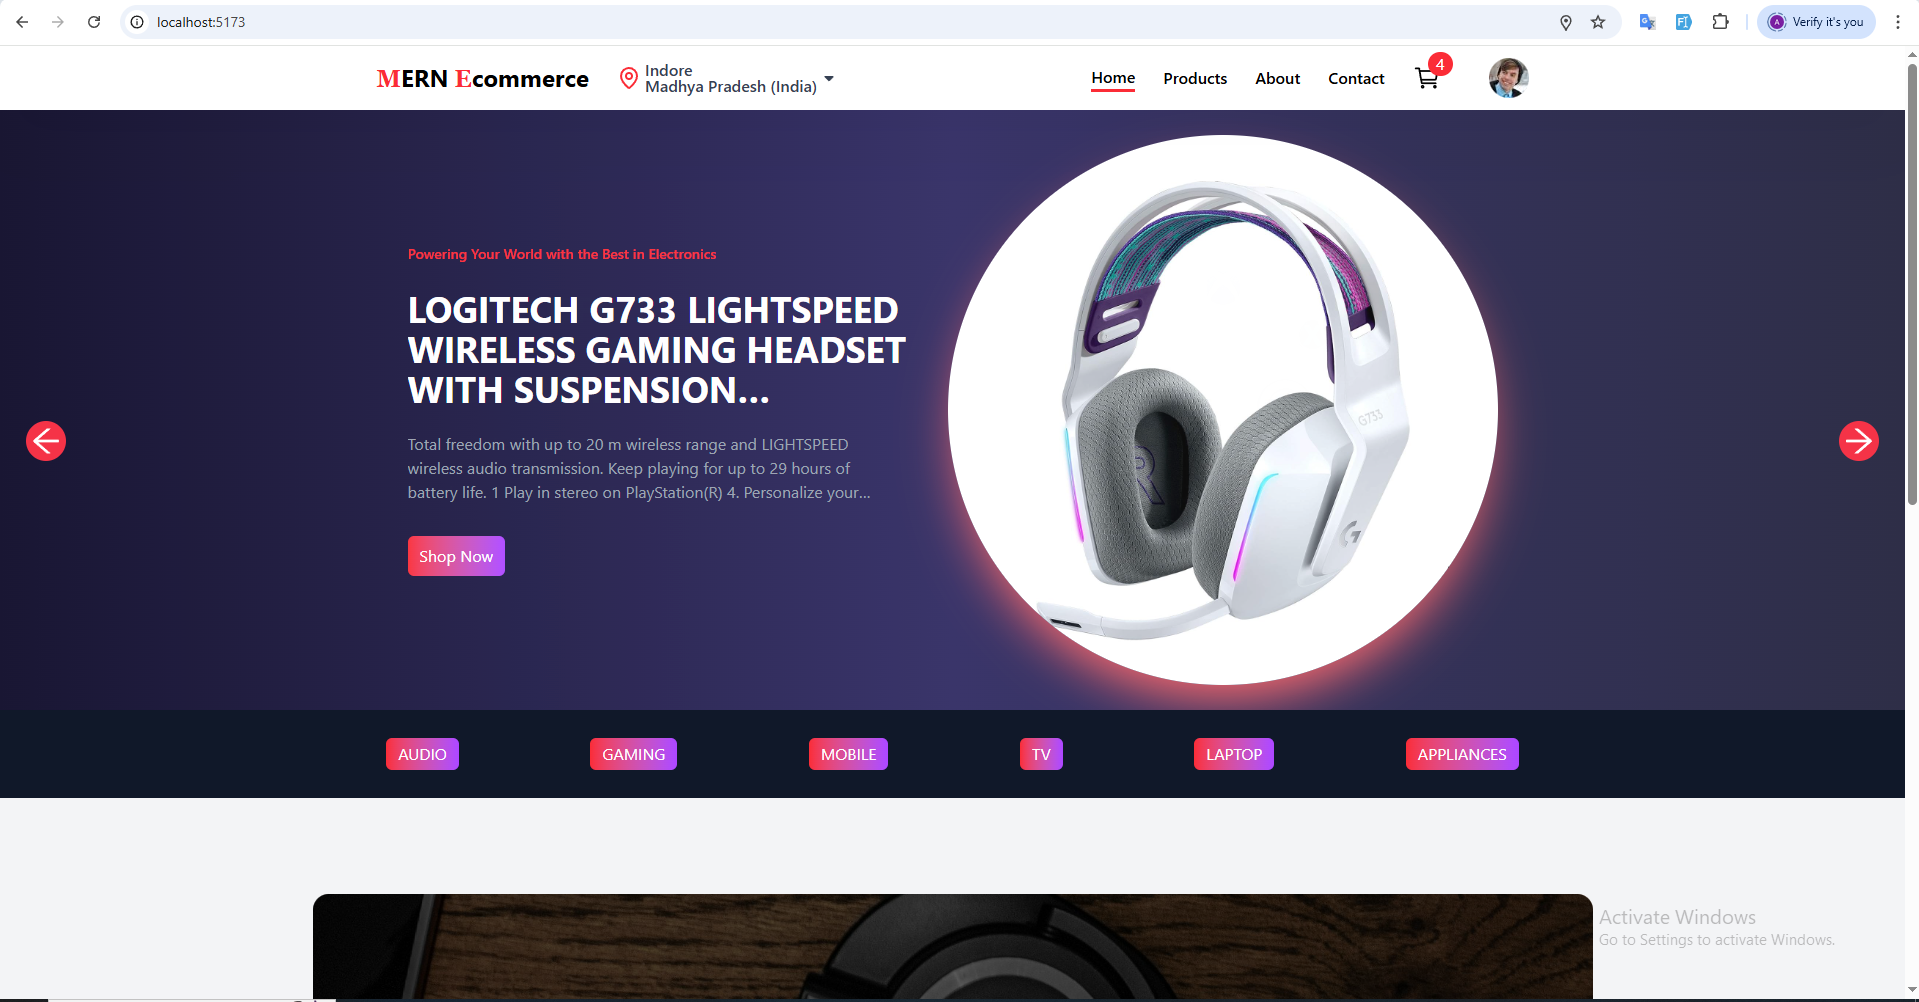 localhost:5173
Verify it's you
MERN Ecommerce
Indore
Madhya Pradesh (India)
Home
Products
About
Contact
4
Powering Your World with the Best in Electronics
LOGITECH G733 LIGHTSPEED
WIRELESS GAMING HEADSET
WITH SUSPENSION...
Total freedom with up to 20 m wireless range and LIGHTSPEED
wireless audio transmission. Keep playing for up to 29 hours of
battery life. 1 Play in stereo on PlayStation(R) 4. Personalize your...
Shop Now
G733
R
AUDIO
GAMING
MOBILE
TV
LAPTOP
APPLIANCES
Activate Windows
Go to Settings to activate Windows.